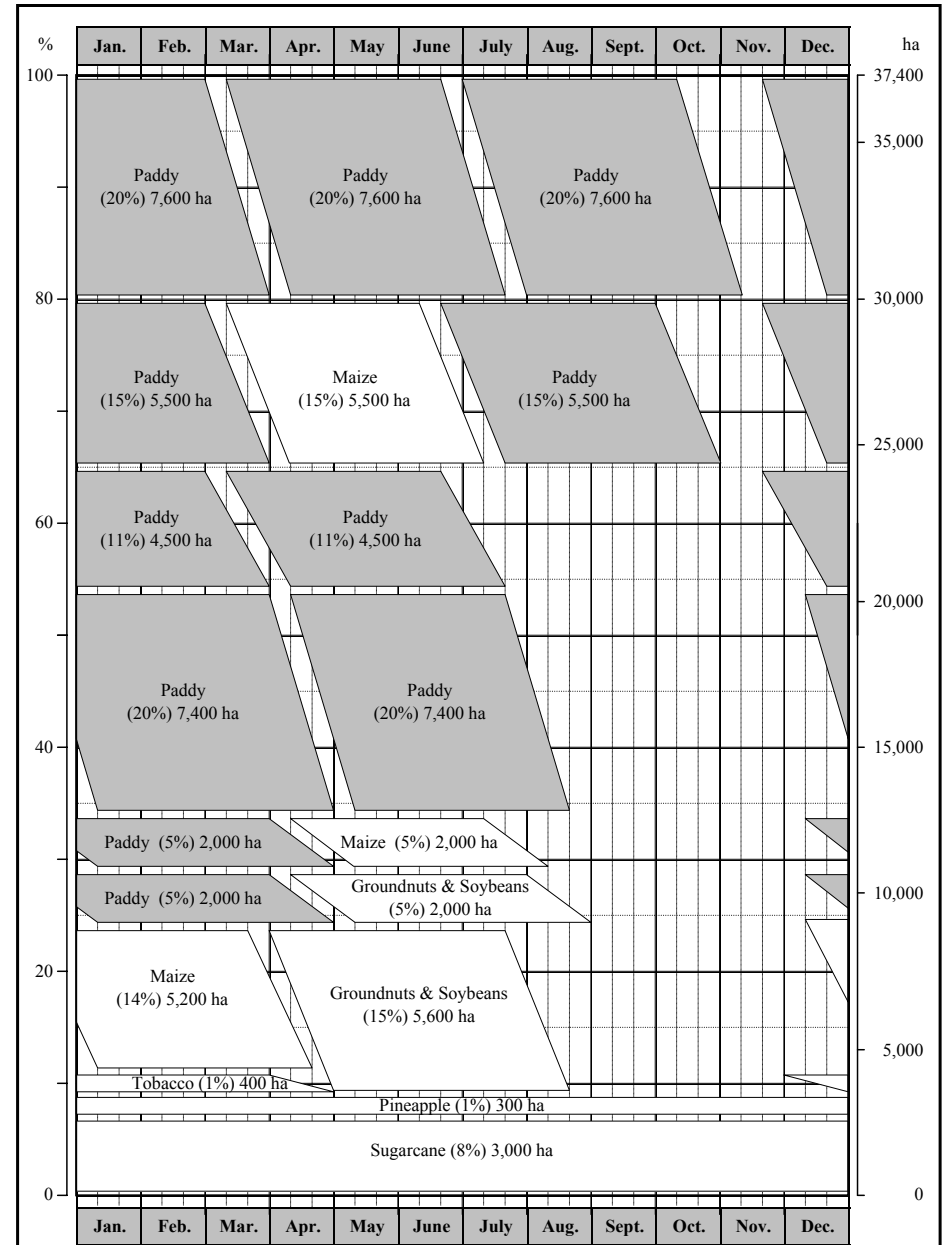 % Jan. Feb. Mar. Apr. May June July Aug. Sept. Oct. Nov. Dec. ha
100 37,400
35,000
Paddy Paddy Paddy
(20%) 7,600 ha (20%) 7,600 ha (20%) 7,600 ha
80 30,000
Paddy Maize Paddy
(15%) 5,500 ha (15%) 5,500 ha (15%) 5,500 ha
25,000
60
Paddy Paddy
(11%) 4,500 ha (11%) 4,500 ha
20,000
Paddy Paddy
(20%) 7,400 ha (20%) 7,400 ha
40 15,000
Paddy (5%) 2,000 ha Maize (5%) 2,000 ha
10,000
Paddy (5%) 2,000 ha Groundnuts & Soybeans
(5%) 2,000 ha
20
Maize Groundnuts & Soybeans
(14%) 5,200 ha (15%) 5,600 ha
5,000
Tobacco (1%) 400 ha
Pineapple (1%) 300 ha
Sugarcane (8%) 3,000 ha
0 0
Jan. Feb. Mar. Apr. May June July Aug. Sept. Oct. Nov. Dec.